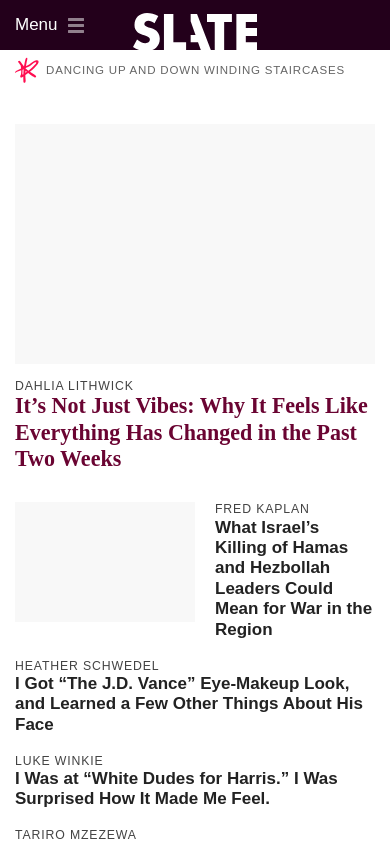 Menu
SLATE
DANCING UP AND DOWN WINDING STAIRCASES
DAHLIA LITHWICK
It’s Not Just Vibes: Why It Feels Like
Everything Has Changed in the Past
Two Weeks
FRED KAPLAN
What Israel’s
Killing of Hamas
and Hezbollah
Leaders Could
Mean for War in the
Region
HEATHER SCHWEDEL
I Got “The J.D. Vance” Eye-Makeup Look,
and Learned a Few Other Things About His
Face
LUKE WINKIE
I Was at “White Dudes for Harris.” I Was
Surprised How It Made Me Feel.
TARIRO MZEZEWA